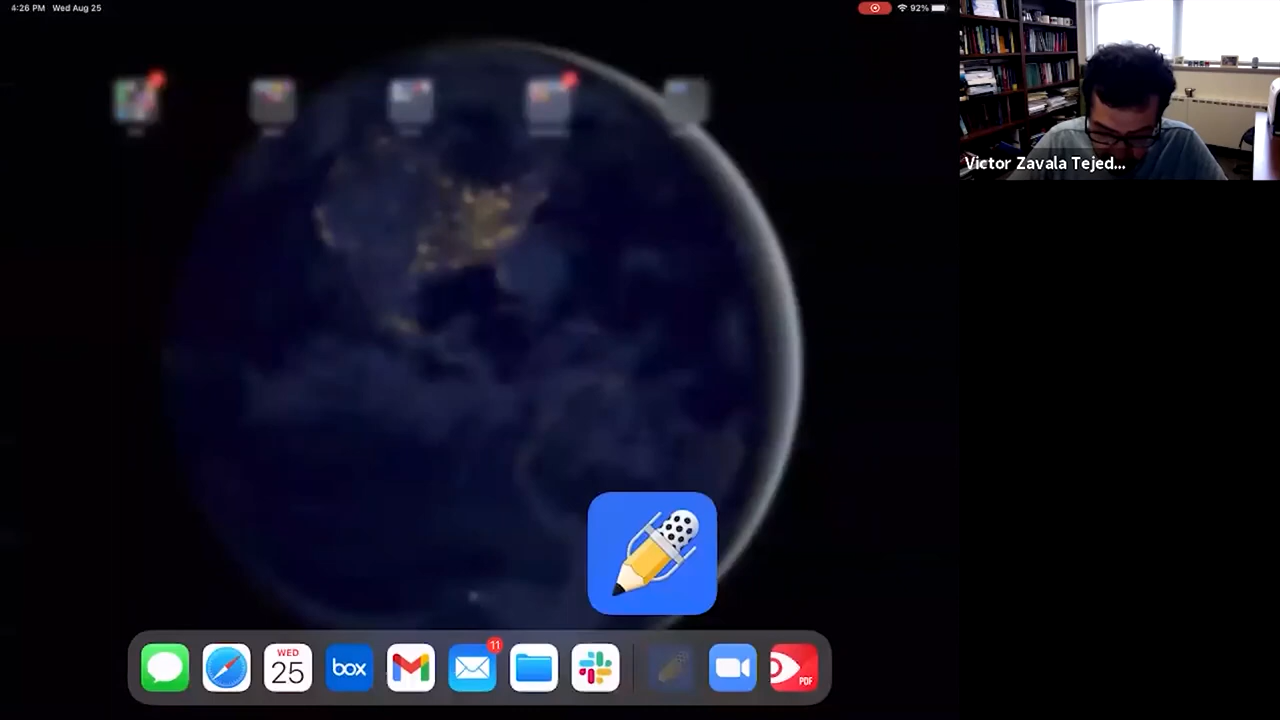 4:26 PM Wed Aug 25
92%
Victor Zavala Tejed...
11
WED
25
box
PDF